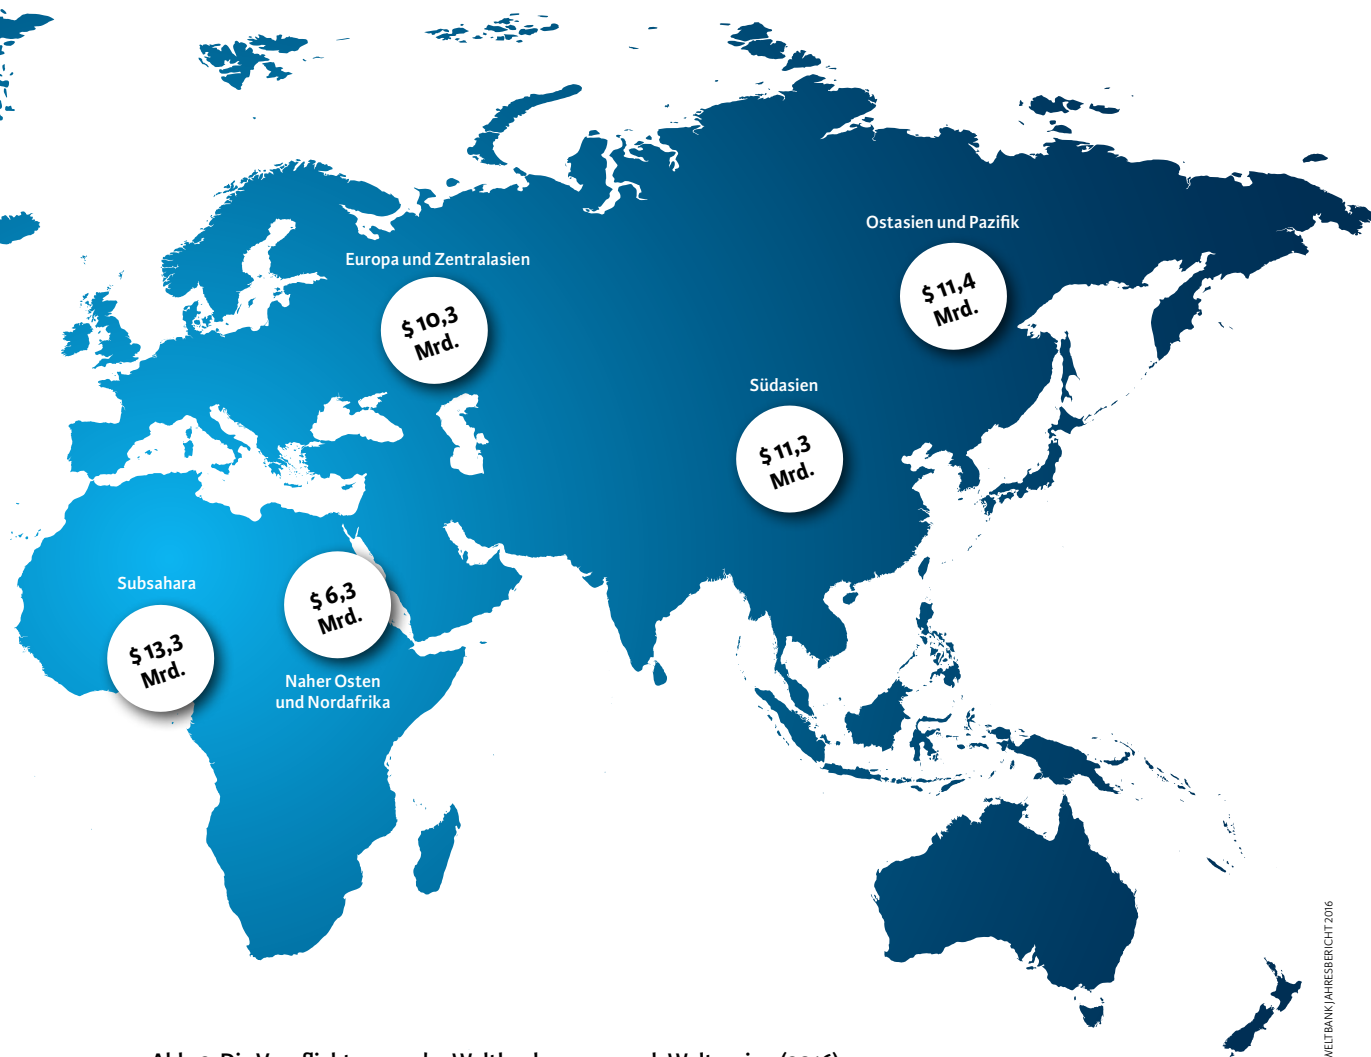 Ostasien und Pazifik
$ 11,4
Mrd.
Europa und Zentralasien
$ 10,3
Mrd.
Südasien
$ 11,3
Mrd.
Subsahara
$ 13,3
Mrd.
$ 6,3
Mrd.
Naher Osten
und Nordafrika
WELTBANK JAHRESBERICHT 2016